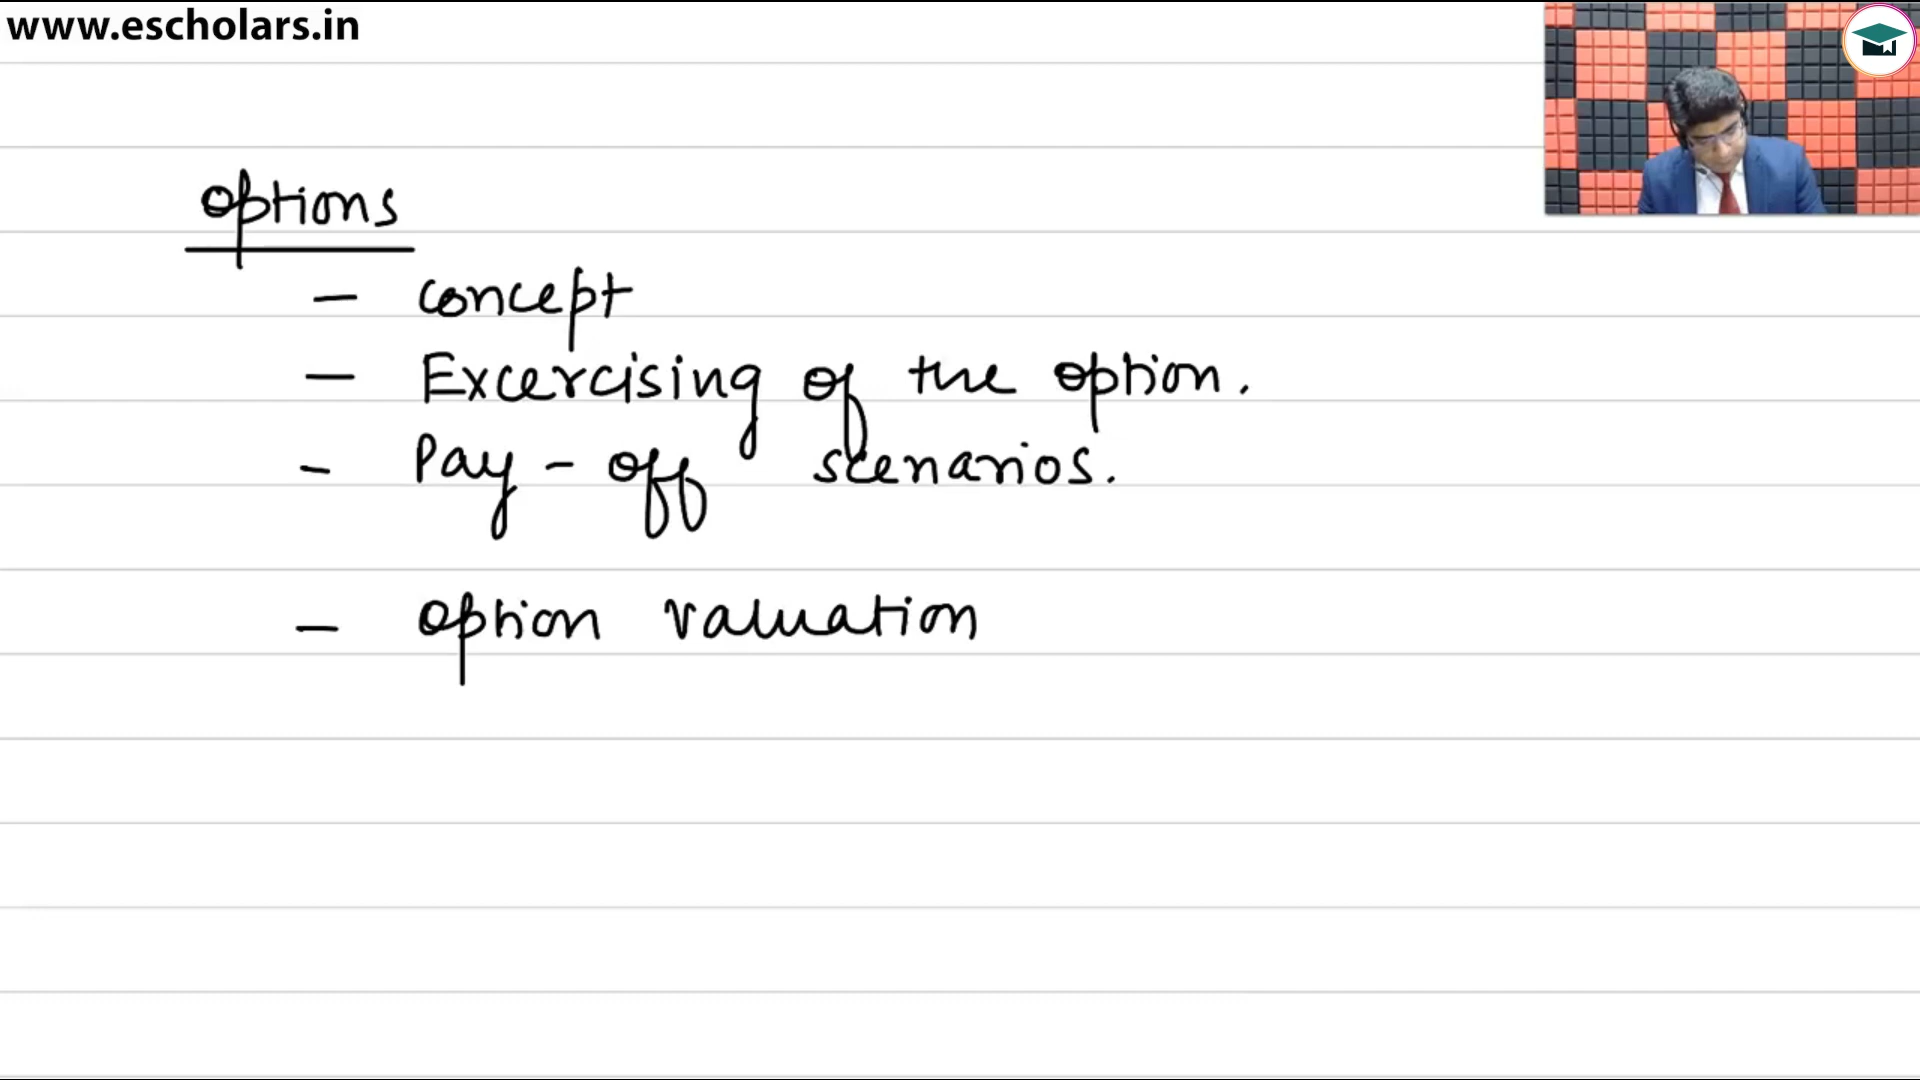 www.escholars.in
Options
- Concept
- Excercising of the option.
- Pay-off scenarios.
- Option valuation